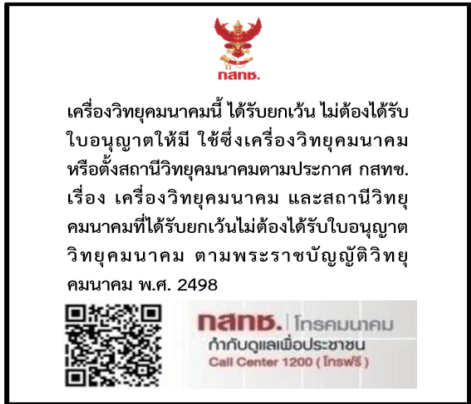 กสทช.
เครื่องวิทยุคมนาคมนี้ ได้รับยกเว้น ไม่ต้องได้รับ
ใบอนุญาตให้มี ใช้ซึ่งเครื่องวิทยุคมนาคม
หรือตั้งสถานีวิทยุคมนาคมตามประกาศ กสทช.
เรื่อง เครื่องวิทยุคมนาคม และสถานีวิทยุ
คมนาคมที่ได้รับยกเว้นไม่ต้องได้รับใบอนุญาต
วิทยุคมนาคม ตามพระราชบัญญัติวิทยุ
คมนาคม พ.ศ. 2498
กสทช. | โทรคมนาคม
กำกับดูแลเพื่อประชาชน
Call Center 1200 ( โทรฟรี )